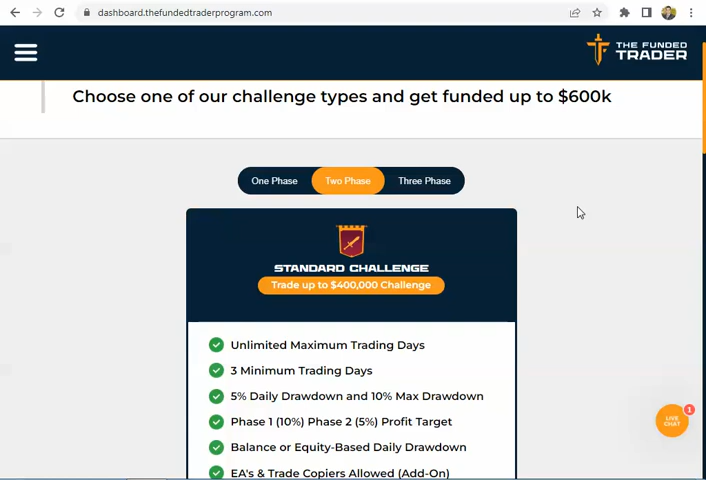 dashboard.thefundedtraderprogram.com
THE FUNDED
TRADER
Choose one of our challenge types and get funded up to $600k
One Phase Two Phase Three Phase
STANDARD CHALLENGE
Trade up to $400,000 Challenge
Unlimited Maximum Trading Days
3 Minimum Trading Days
5% Daily Drawdown and 10% Max Drawdown
Phase 1 (10%) Phase 2 (5%) Profit Target
Balance or Equity-Based Daily Drawdown
EA's & Trade Copiers Allowed (Add-On)
1
LIVE
CHAT